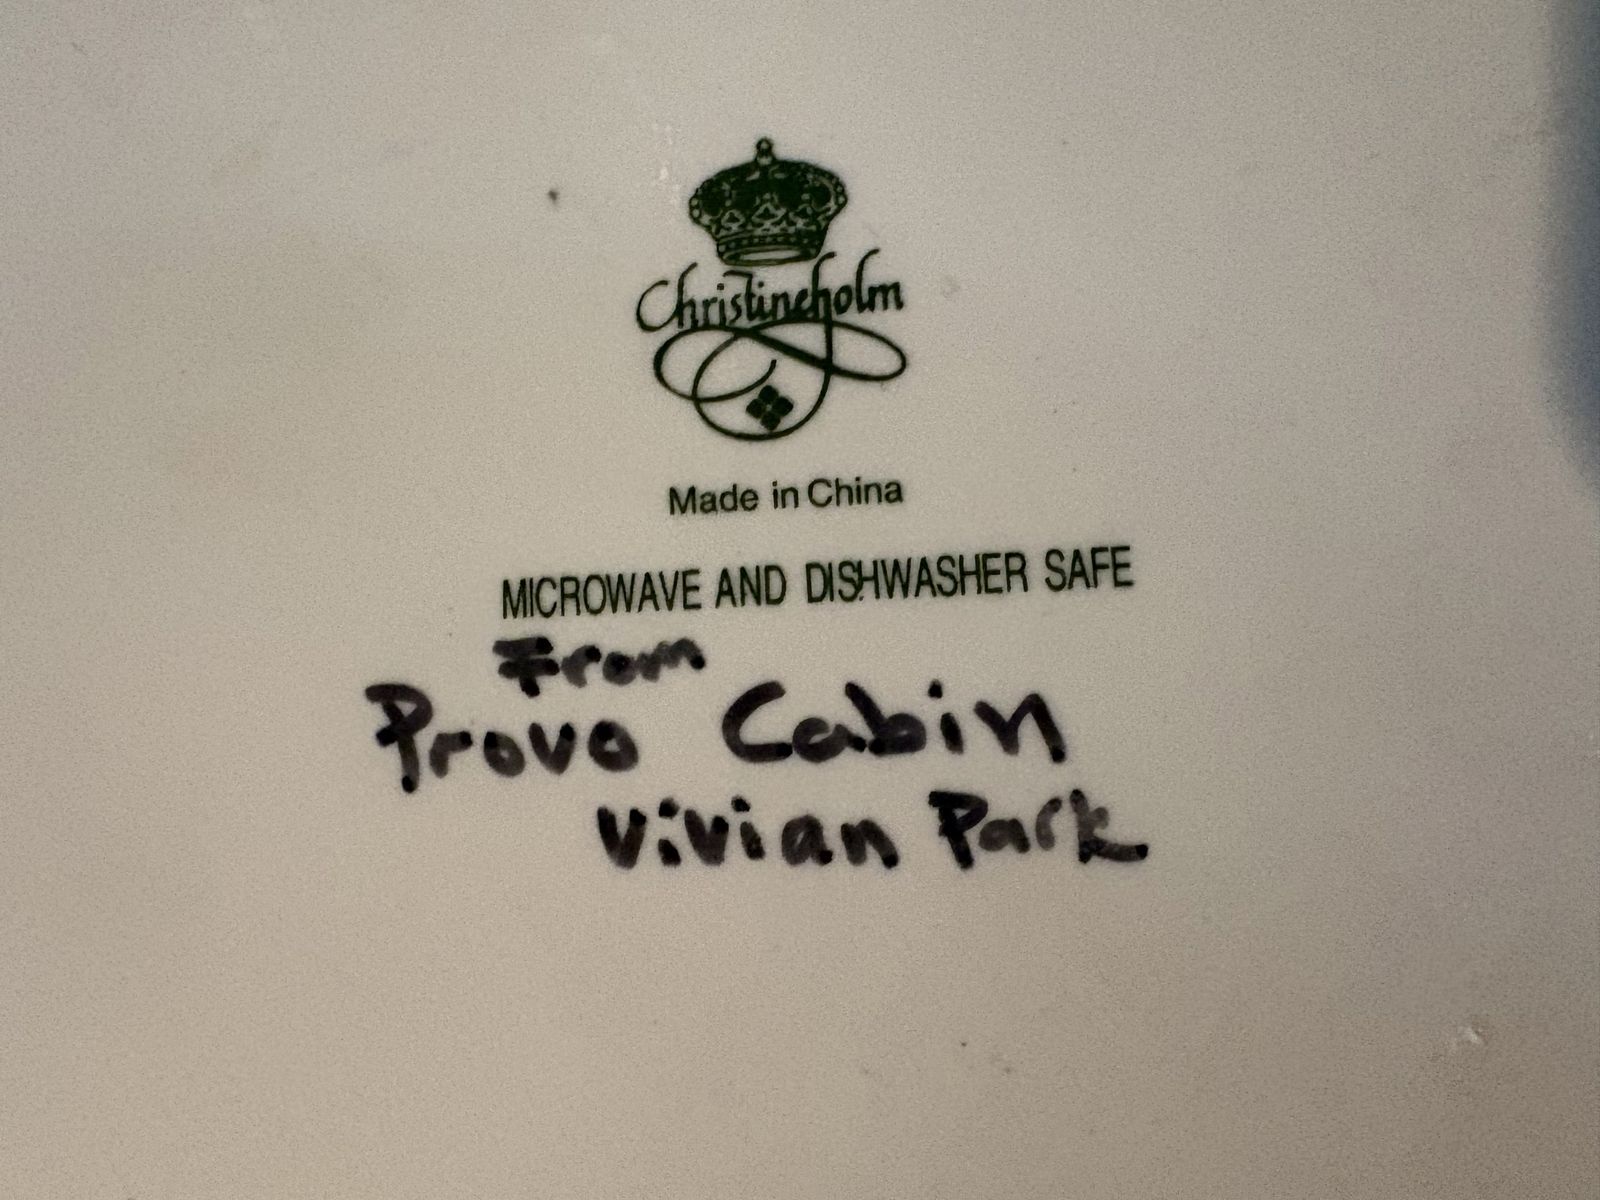 Christineholm
Made in China
MICROWAVE AND DISHWASHER SAFE
From
Provo Cabin
Vivian Park